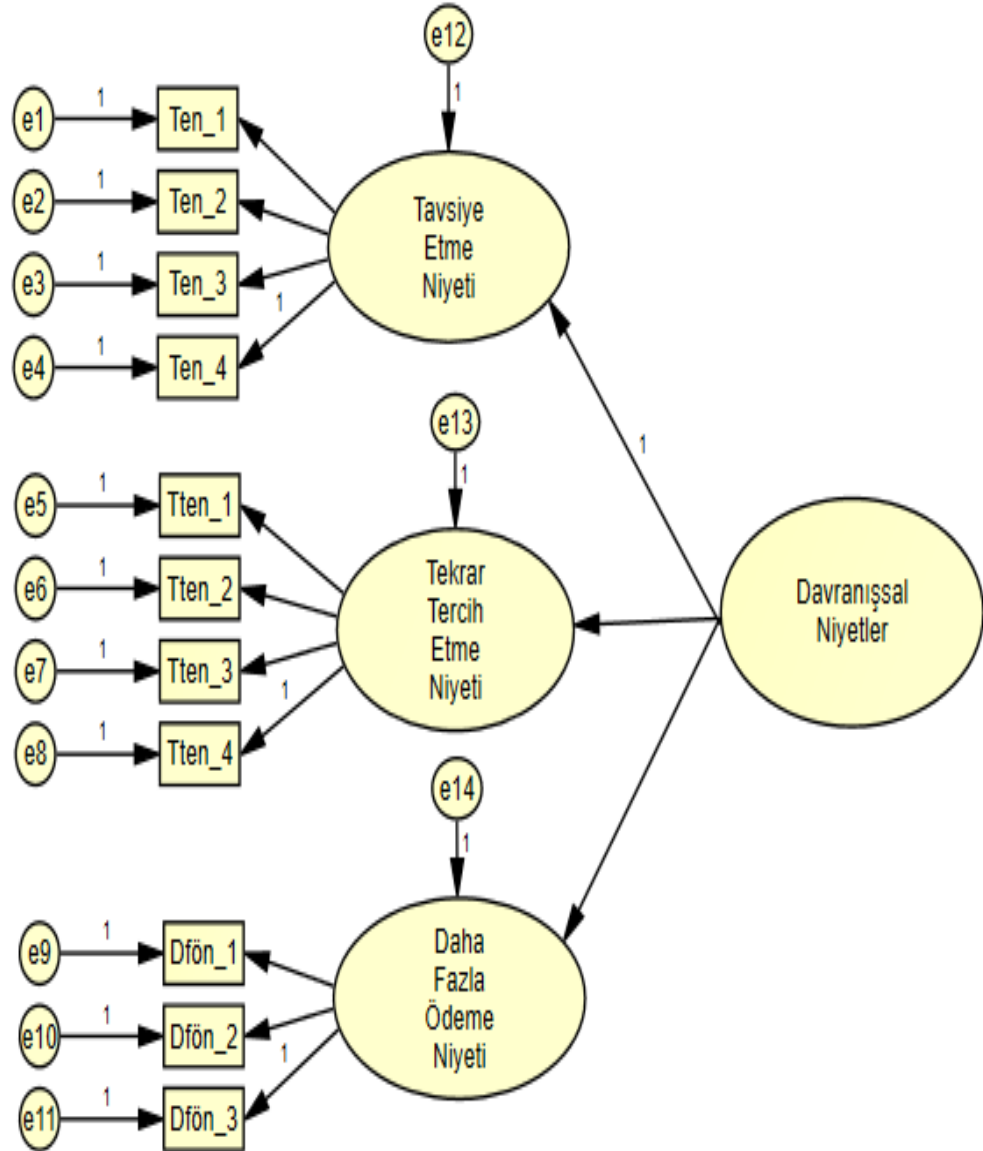 e12
1
e1
1
Ten_1
e2
1
Ten_2
e3
1
Ten_3
1
e4
1
Ten_4
Tavsiye
Etme
Niyeti
1
e13
1
e5
1
Tten_1
e6
1
Tten_2
e7
1
Tten_3
1
e8
1
Tten_4
Tekrar
Tercih
Etme
Niyeti
Davranışsal
Niyetler
e14
1
e9
1
Dfön_1
e10
1
Dfön_2
1
e11
1
Dfön_3
Daha
Fazla
Ödeme
Niyeti